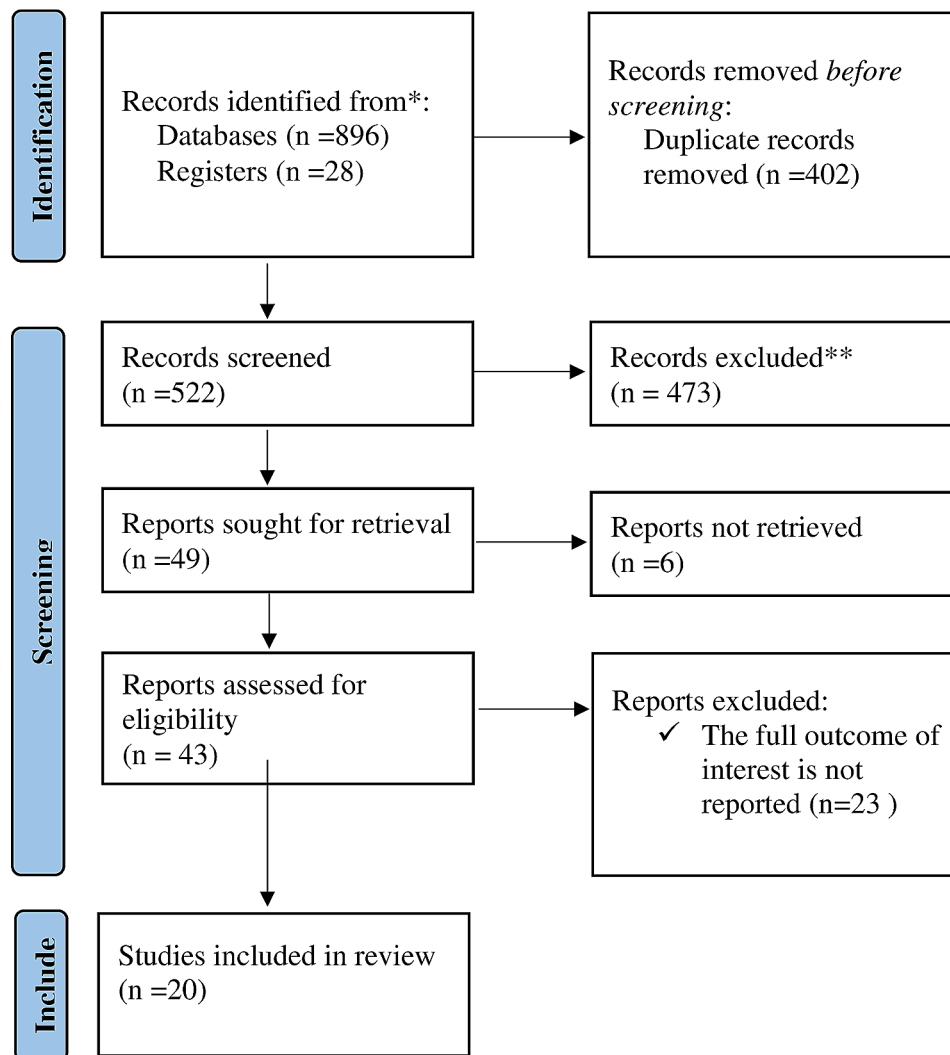 Identification
Records identified from*:
Databases (n =896)
Registers (n =28)
Records removed before
screening:
Duplicate records
removed (n =402)
Screening
Records screened
(n =522)
Records excluded**
(n = 473)
Reports sought for retrieval
(n =49)
Reports not retrieved
(n =6)
Reports assessed for
eligibility
(n = 43)
Reports excluded:
✓ The full outcome of
interest is not
reported (n=23 )
Include
Studies included in review
(n =20)